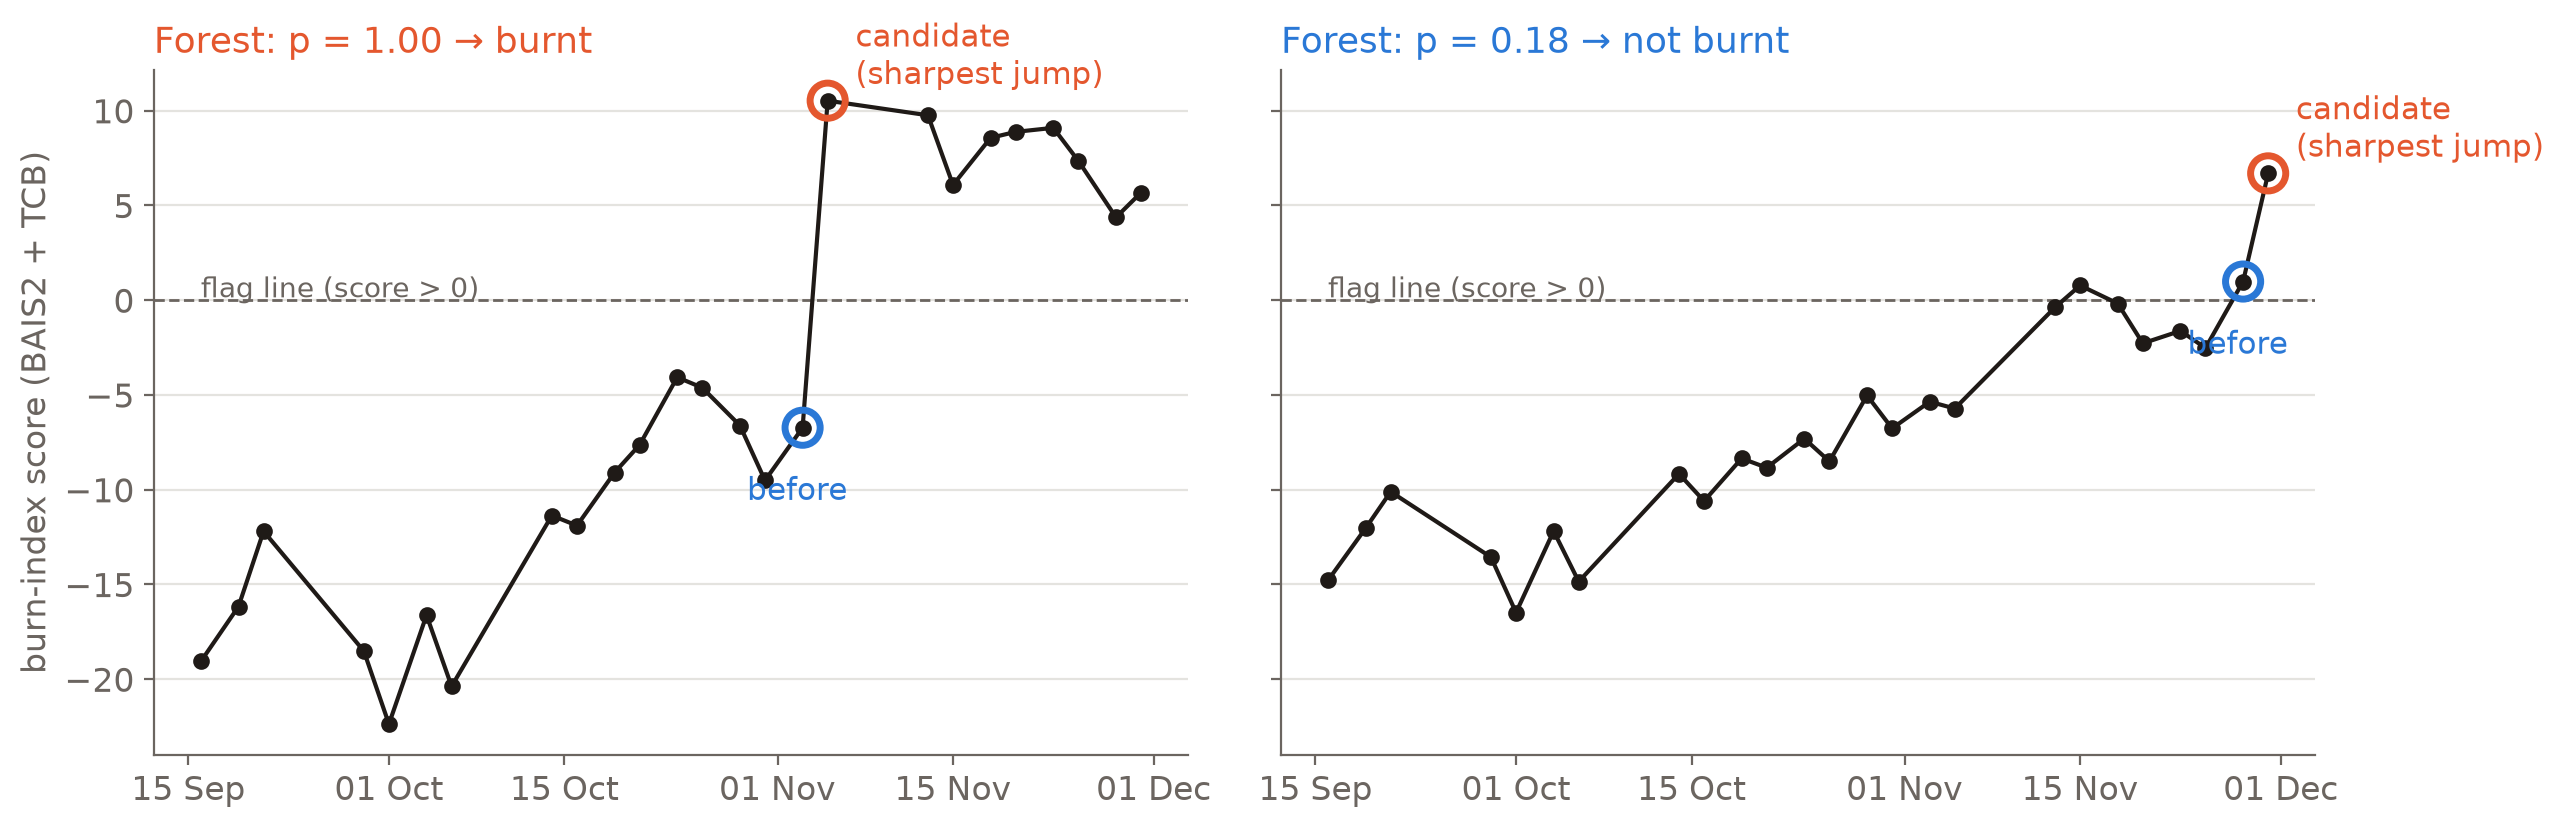 Forest: p = 1.00 → burnt
candidate
(sharpest jump)
burn-index score (BAIS2 + TCB)
10
5
0
−5
−10
−15
−20
flag line (score > 0)
before
15 Sep
01 Oct
15 Oct
01 Nov
15 Nov
01 Dec
Forest: p = 0.18 → not burnt
candidate
(sharpest jump)
flag line (score > 0)
before
15 Sep
01 Oct
15 Oct
01 Nov
15 Nov
01 Dec